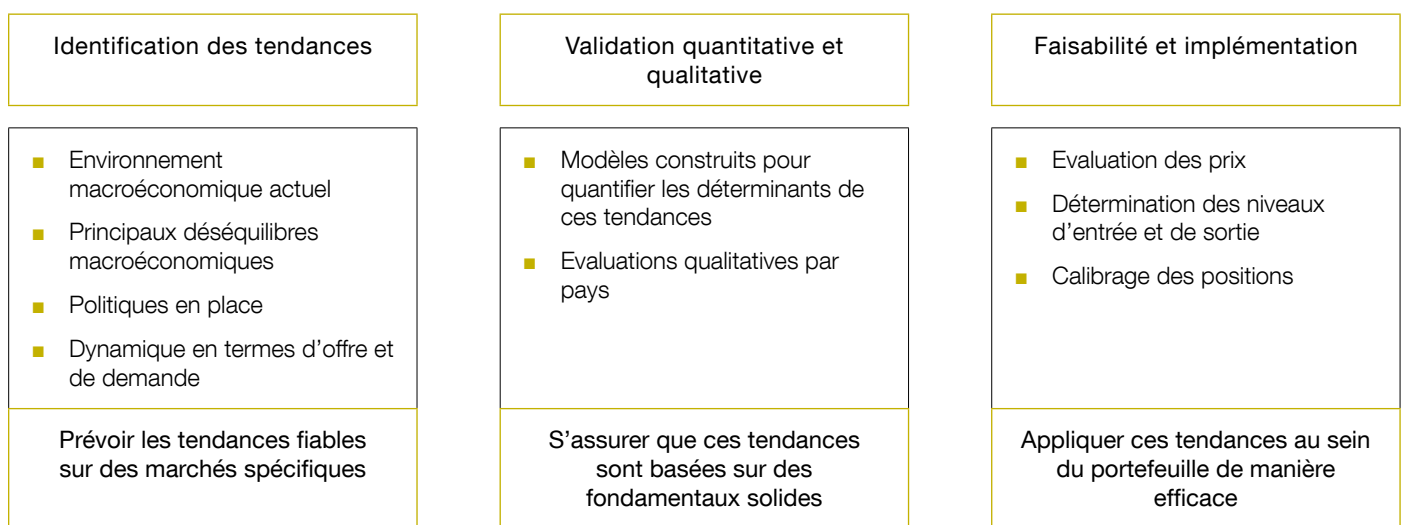 Identification des tendances
■ Environnement
macroéconomique actuel
■ Principaux déséquilibres
macroéconomiques
■ Politiques en place
■ Dynamique en termes d’offre et
de demande
Prévoir les tendances fiables
sur des marchés spécifiques
Validation quantitative et
qualitative
■ Modèles construits pour
quantifier les déterminants de
ces tendances
■ Evaluations qualitatives par
pays
S’assurer que ces tendances
sont basées sur des
fondamentaux solides
Faisabilité et implémentation
■ Evaluation des prix
■ Détermination des niveaux
d’entrée et de sortie
■ Calibrage des positions
Appliquer ces tendances au sein
du portefeuille de manière
efficace